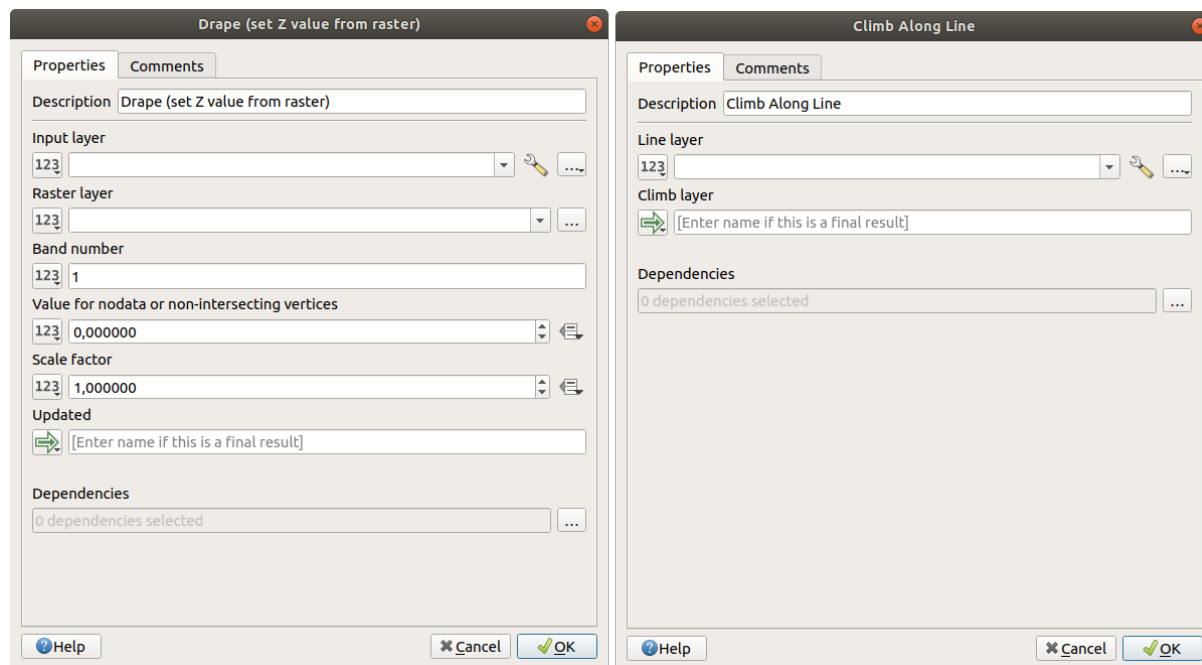 Drape (set Z value from raster)
Properties Comments
Description Drape (set Z value from raster)
Input layer
123
...
Raster layer
123
...
Band number
123 1
Value for nodata or non-intersecting vertices
123 0,000000
Scale factor
123 1,000000
Updated
[Enter name if this is a final result]
Dependencies
0 dependencies selected ...
Help Cancel OK
Climb Along Line
Properties Comments
Description Climb Along Line
Line layer
123
...
Climb layer
[Enter name if this is a final result]
Dependencies
0 dependencies selected ...
Help Cancel OK